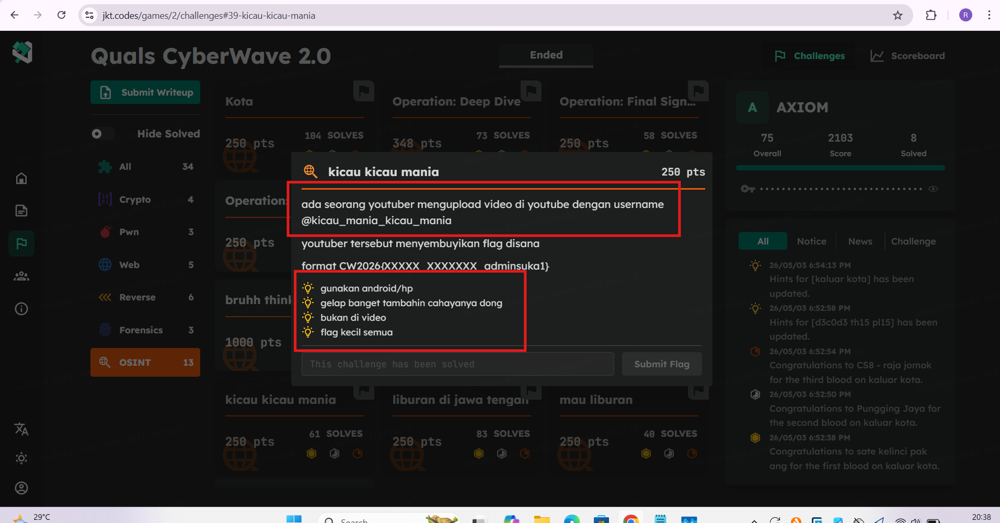 jkt.codes/games/2/challenges#39-kicau-kicau-mania
R
Quals CyberWave 2.0
Ended
Challenges
Scoreboard
Submit Writeup
Hide Solved
All 34
Crypto 4
Pwn 3
Web 5
Reverse 6
Forensics 3
OSINT 13
Kota
250 pts
104 SOLVES
Operation: Deep Dive
348 pts
73 SOLVES
Operation: Final Sign...
250 pts
58 SOLVES
Operation:
250 pts
bruhh think
1000 pts
kicau kicau mania
250 pts
ada seorang youtuber mengupload video di youtube dengan username
@kicau_mania_kicau_mania
youtuber tersebut menyembuyikan flag disana
format CW2026{XXXXX_XXXXXXX_adminsuka1}
gunakan android/hp
gelap banget tambahin cahayanya dong
bukan di video
flag kecil semua
This challenge has been solved
Submit Flag
kicau kicau mania
250 pts
61 SOLVES
liburan di jawa tengah
250 pts
83 SOLVES
mau liburan
250 pts
40 SOLVES
A
AXIOM
75 2103 8
Overall Score Solved
All Notice News Challenge
26/05/03 6:54:13 PM
Hints for [kaluar kota] has been
updated.
26/05/03 6:52:58 PM
Hints for [d3c0d3 th15 pl15] has been
updated.
26/05/03 6:52:54 PM
Congratulations to CS8 - raja jomok
for the third blood on kaluar kota.
26/05/03 6:52:50 PM
Congratulations to Pungging Jaya for
the second blood on kaluar kota.
26/05/03 6:52:38 PM
Congratulations to sate kelinci pak
ang for the first blood on kaluar kota.
29°C
Search
20:38